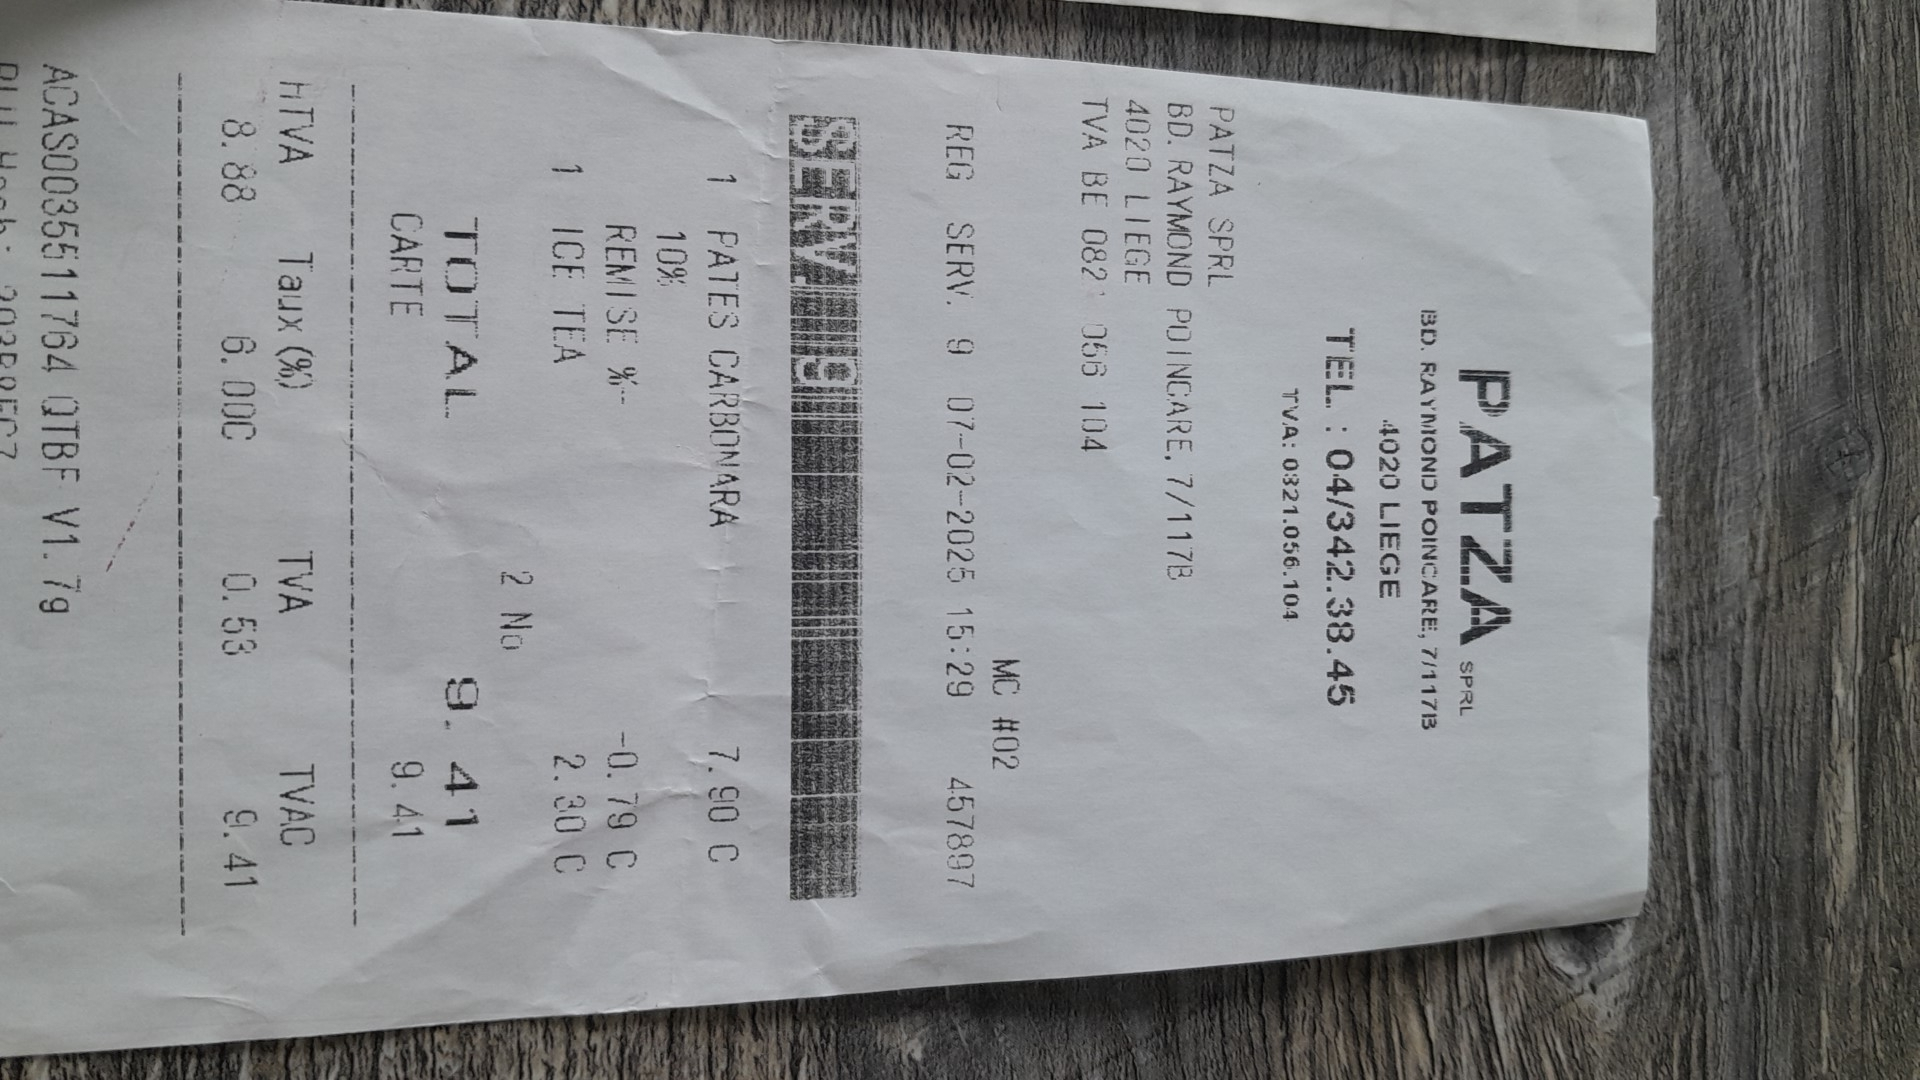 PATZA SPRL
BD. RAYMOND POINCARE, 7/117B
4020 LIEGE
TEL. : 04/342.38.45
TVA: 0821.056.104
PATZA SPRL
BD. RAYMOND POINCARE, 7/117B
4020 LIEGE
TVA BE 0821 056 104
MC #02
REG SERV. 9 07-02-2025 15:29 457897
SERV. 9
1 PATES CARBONARA 7.90 C
10%
REMISE %- -0.79 C
1 ICE TEA 2.30 C
2 No
TOTAL 9.41
CARTE 9.41
HTVA Taux (%) TVA TVAC
8.88 6.00C 0.53 9.41
ACAS0035511764 QTBF V1.7g
PLU Hash: